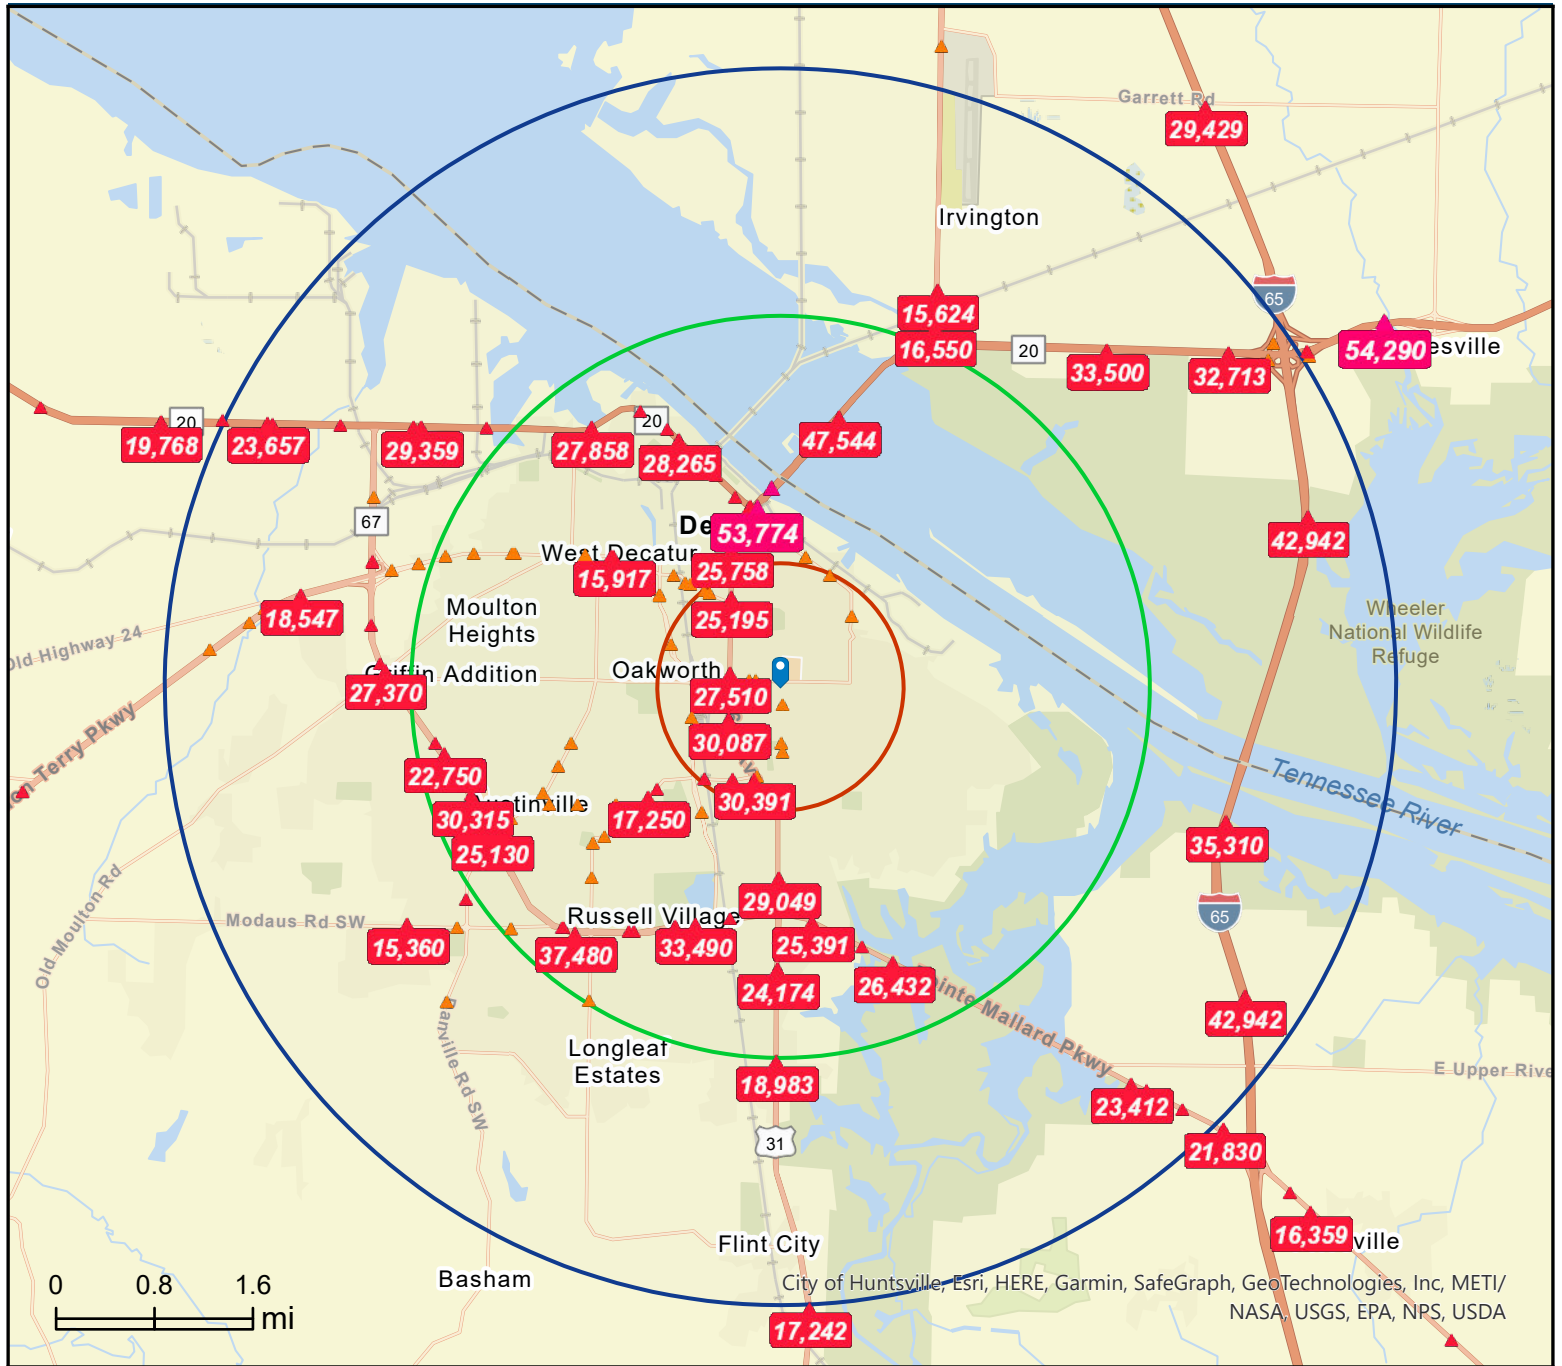 Garrett Rd
29,429
Irvington
65
15,624
16,550
20
33,500
32,713
54,290
esville
20
19,768
23,657
29,359
20
27,858
28,265
47,544
67
De
53,774
42,942
West Decatur
15,917
25,758
18,547
Moulton
Heights
25,195
Wheeler
National Wildlife
Refuge
Old Highway 24
Griffin Addition
Oakworth
27,370
27,510
30,087
Terry Pkwy
22,750
Austinville
30,315
17,250
30,391
Tennessee River
25,130
35,310
Old Moulton Rd
29,049
65
Modaus Rd SW
Russell Village
15,360
37,480
33,490
25,391
24,174
26,432
ointe Mallard Pkwy
42,942
Danville Rd SW
Longleaf
Estates
18,983
E Upper Rive
23,412
31
21,830
16,359
ville
Flint City
Basham
0 0.8 1.6
mi
City of Huntsville, Esri, HERE, Garmin, SafeGraph, GeoTechnologies, Inc, METI/
NASA, USGS, EPA, NPS, USDA
17,242